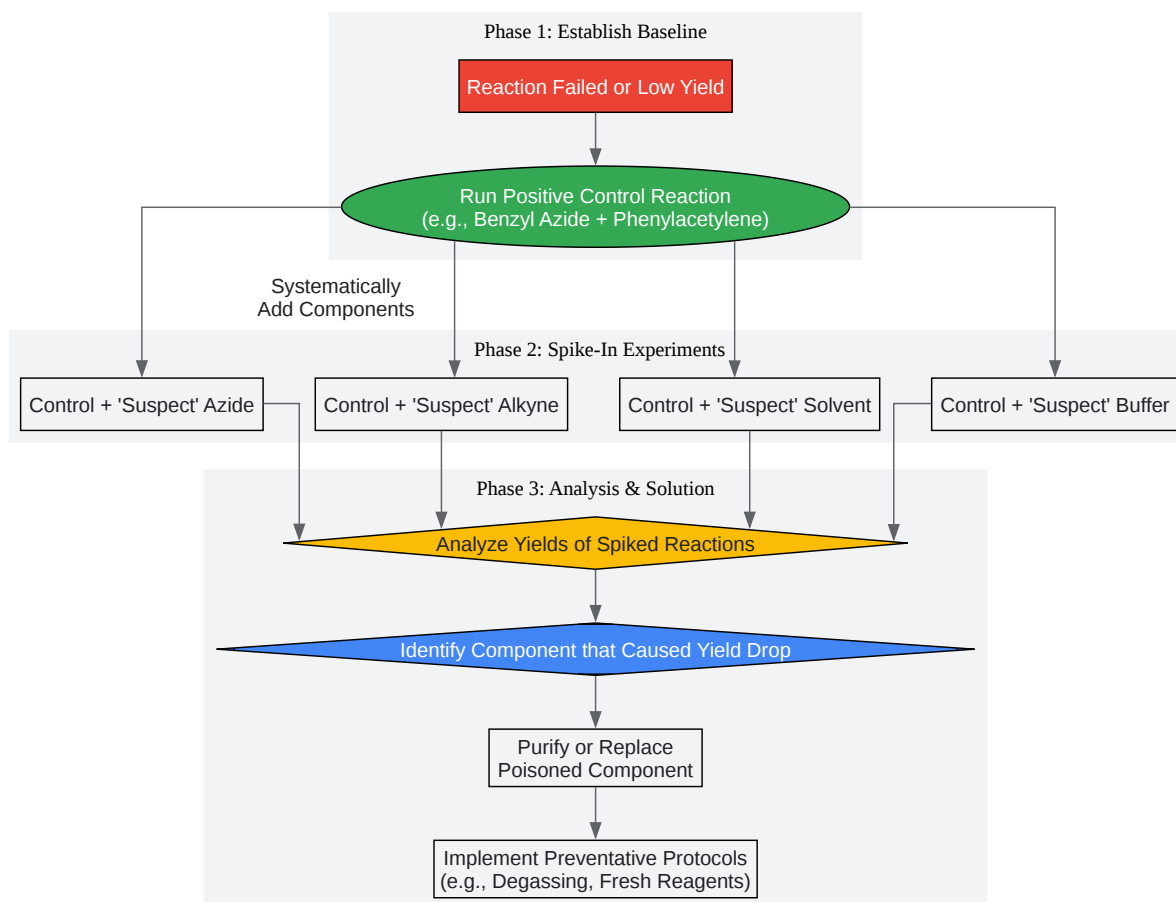 Phase 1: Establish Baseline
Reaction Failed or Low Yield
Run Positive Control Reaction
(e.g., Benzyl Azide + Phenylacetylene)
Systematically
Add Components
Phase 2: Spike-In Experiments
Control + 'Suspect' Azide
Control + 'Suspect' Alkyne
Control + 'Suspect' Solvent
Control + 'Suspect' Buffer
Phase 3: Analysis & Solution
Analyze Yields of Spiked Reactions
Identify Component that Caused Yield Drop
Purify or Replace
Poisoned Component
Implement Preventative Protocols
(e.g., Degassing, Fresh Reagents)